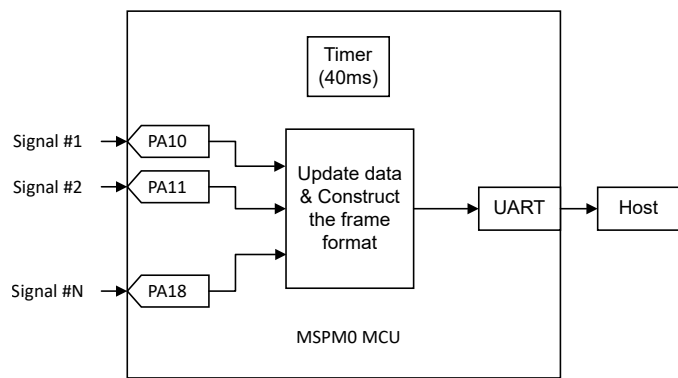 Timer
(40ms)
Signal #1
PA10
Signal #2
PA11
Update data
& Construct
the frame
format
UART
Host
Signal #N
PA18
MSPM0 MCU